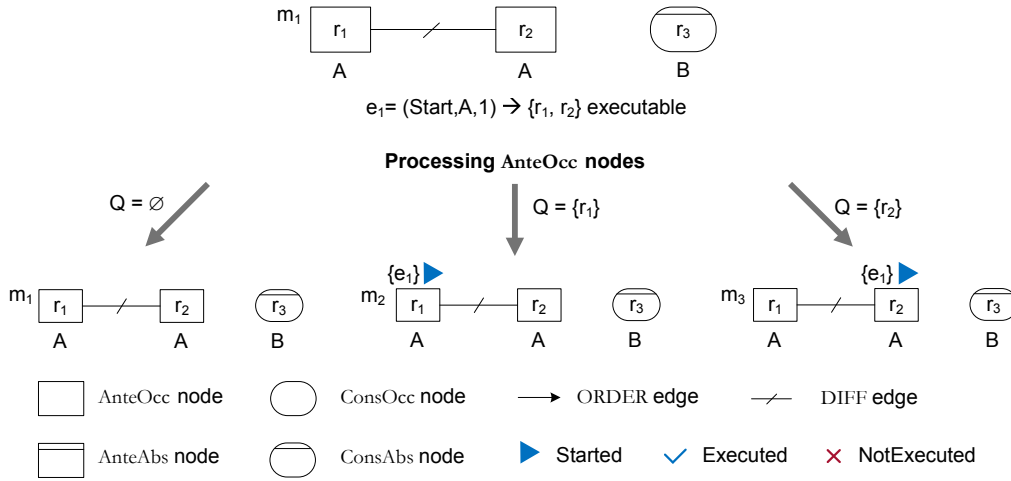 m₁ r₁ r₂ r₃
A A B
e₁= (Start,A,1) → {r₁, r₂} executable
Processing AnteOcc nodes
Q = ∅ Q = {r₁} Q = {r₂}
{e₁} {e₁}
m₁ r₁ r₂ r₃ m₂ r₁ r₂ r₃ m₃ r₁ r₂ r₃
A A B A A B A A B
AnteOcc node ConsOcc node ORDER edge DIFF edge
AnteAbs node ConsAbs node Started Executed NotExecuted